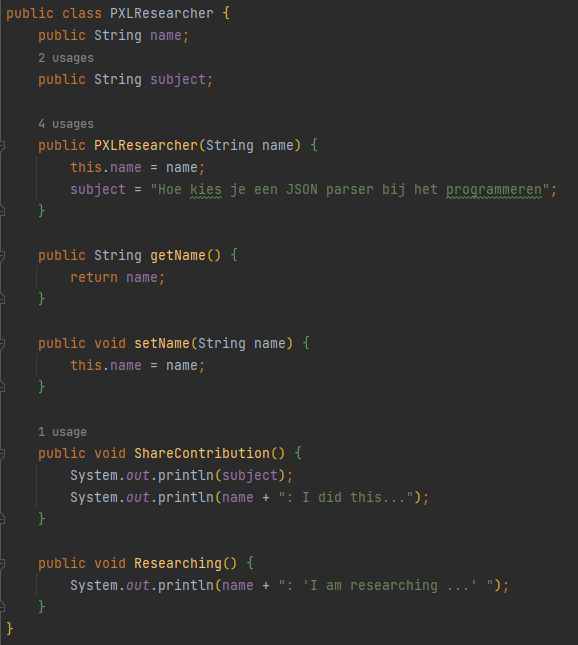 public class PXLResearcher {
    public String name;
    2 usages
    public String subject;

    4 usages
    public PXLResearcher(String name) {
        this.name = name;
        subject = "Hoe kies je een JSON parser bij het programmeren";
    }

    public String getName() {
        return name;
    }

    public void setName(String name) {
        this.name = name;
    }

    1 usage
    public void ShareContribution() {
        System.out.println(subject);
        System.out.println(name + ": I did this...");
    }

    public void Researching() {
        System.out.println(name + ": 'I am researching ...' ");
    }
}